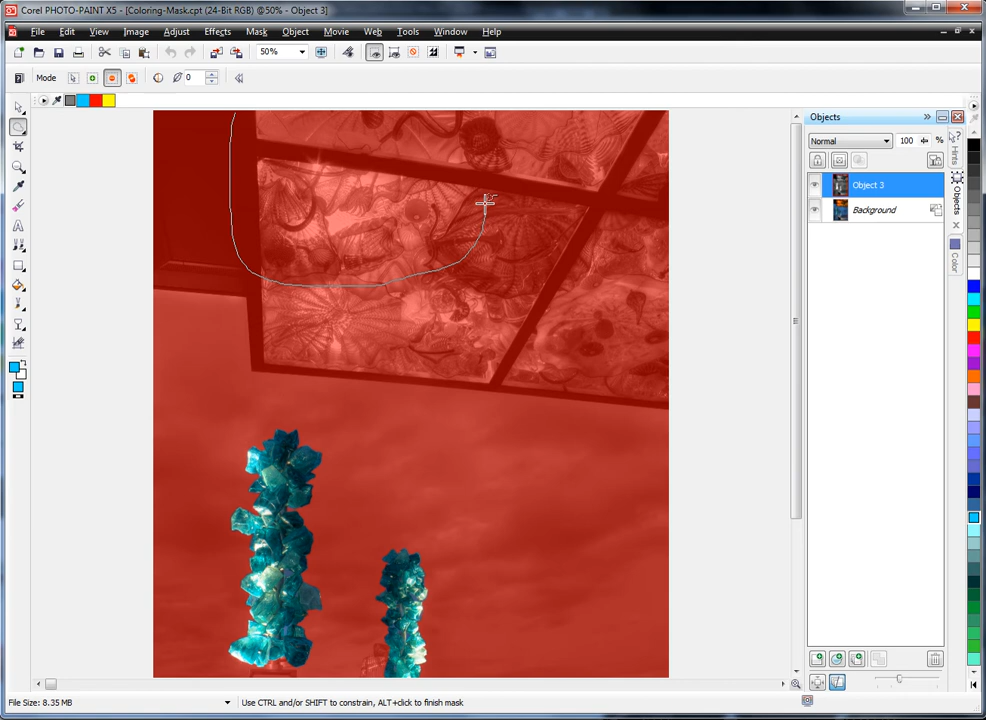 Corel PHOTO-PAINT X5 - [Coloring-Mask.cpt (24-Bit RGB) @50% - Object 3]
File Edit View Image Adjust Effects Mask Object Movie Web Tools Window Help
50%
Mode 0
Objects
Normal 100 %
Object 3
Background
Hints
Objects
Color
File Size: 8.35 MB Use CTRL and/or SHIFT to constrain, ALT+click to finish mask